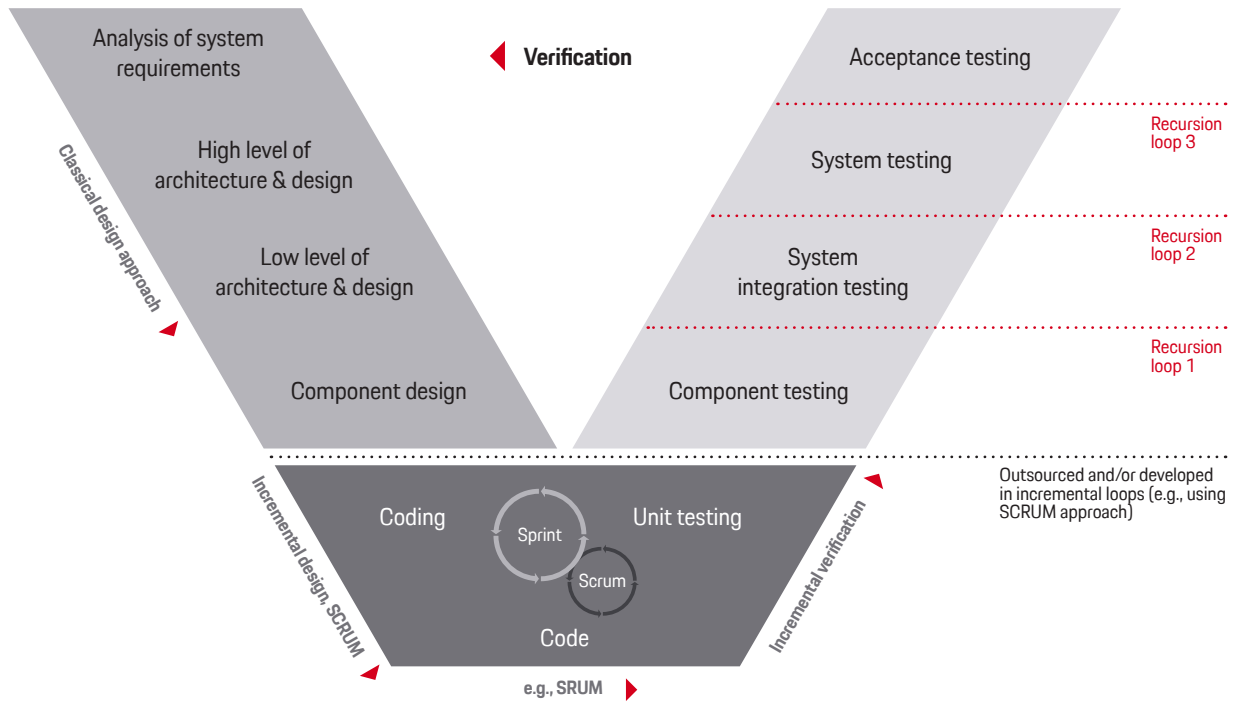 Analysis of system
requirements
Verification
Acceptance testing
Recursion
loop 3
High level of
architecture & design
System testing
Classical design approach
Recursion
loop 2
Low level of
architecture & design
System
integration testing
Recursion
loop 1
Component design
Component testing
Outsourced and/or developed
in incremental loops (e.g., using
SCRUM approach)
Incremental design, SCRUM
Coding
Sprint
Unit testing
Scrum
Code
Incremental verification
e.g., SRUM